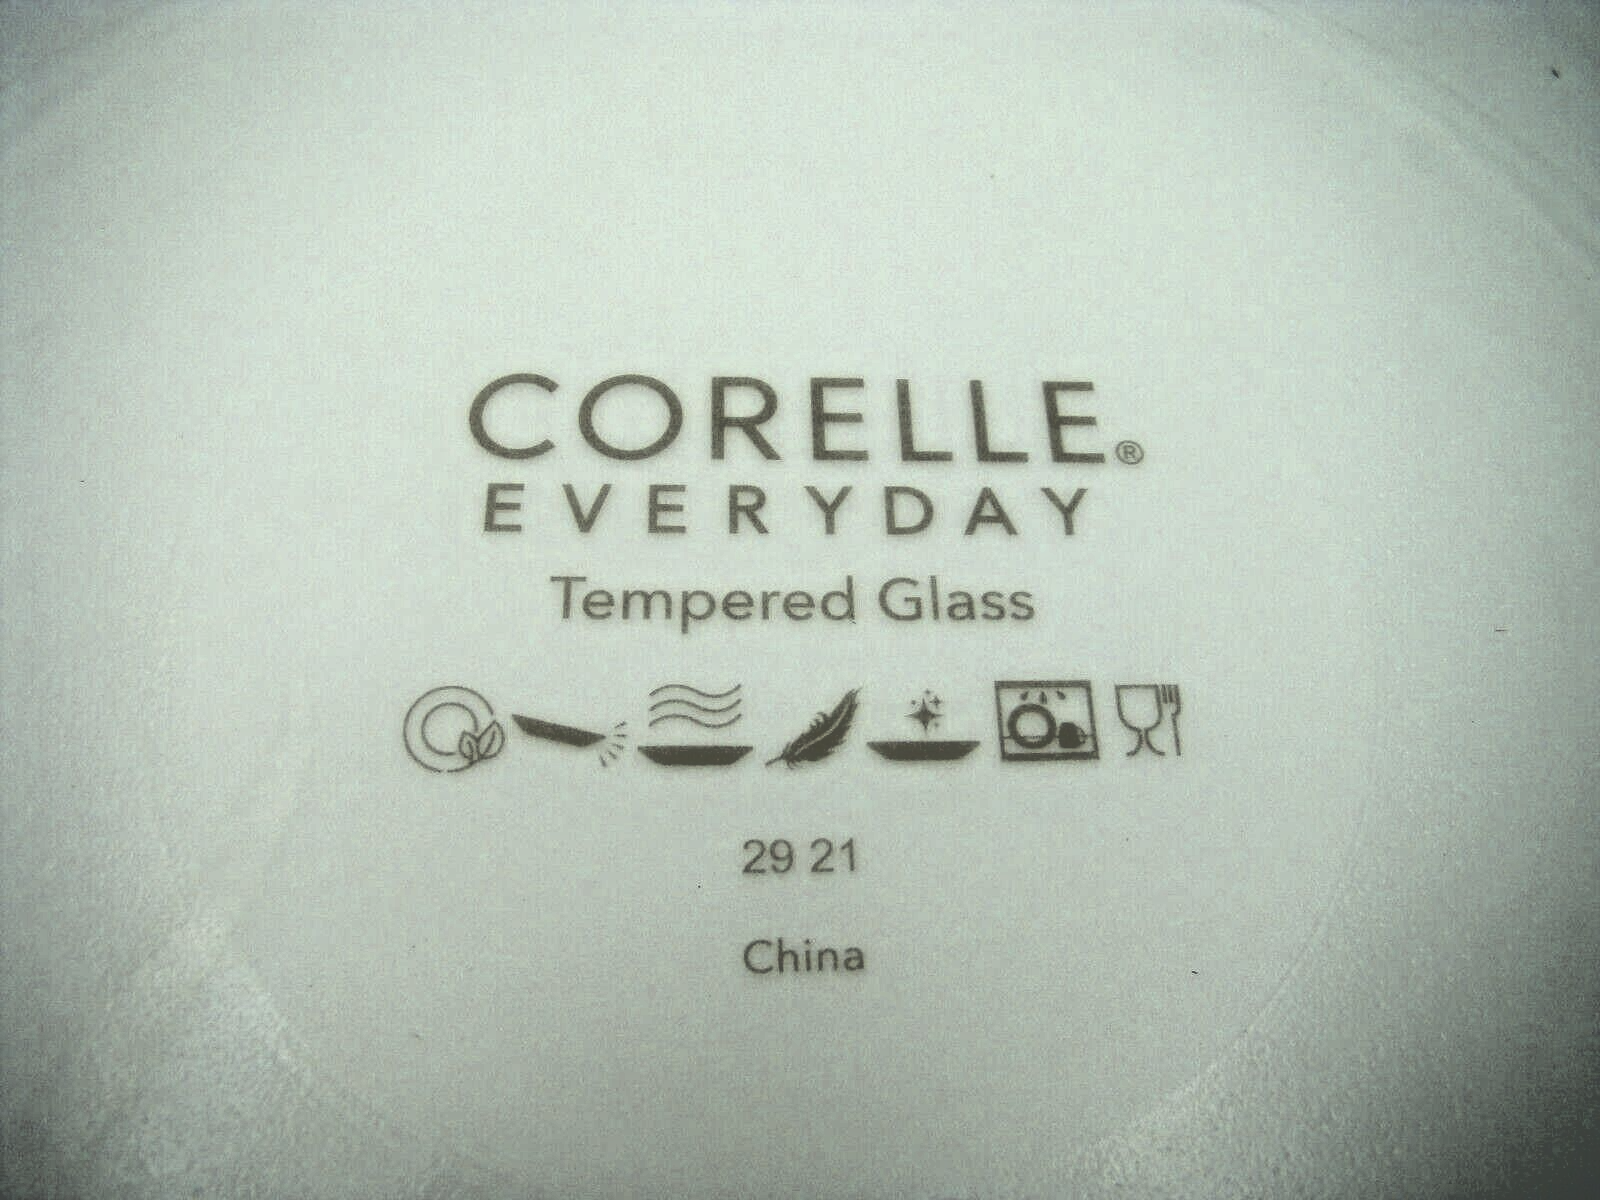 CORELLE®
EVERYDAY
Tempered Glass
29 21
China